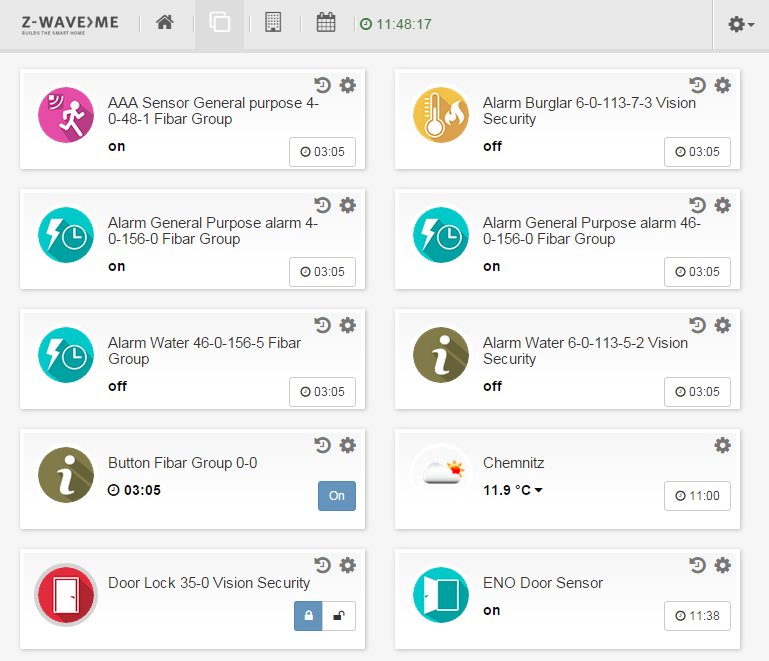 Z-WAVE>ME
BUILDS THE SMART HOME
11:48:17
AAA Sensor General purpose 4-
0-48-1 Fibar Group
on
03:05
Alarm Burglar 6-0-113-7-3 Vision
Security
off
03:05
Alarm General Purpose alarm 4-
0-156-0 Fibar Group
on
03:05
Alarm General Purpose alarm 46-
0-156-0 Fibar Group
on
03:05
Alarm Water 46-0-156-5 Fibar
Group
off
03:05
Alarm Water 6-0-113-5-2 Vision
Security
off
03:05
Button Fibar Group 0-0
03:05
On
Chemnitz
11.9 °C
11:00
Door Lock 35-0 Vision Security
ENO Door Sensor
on
11:38